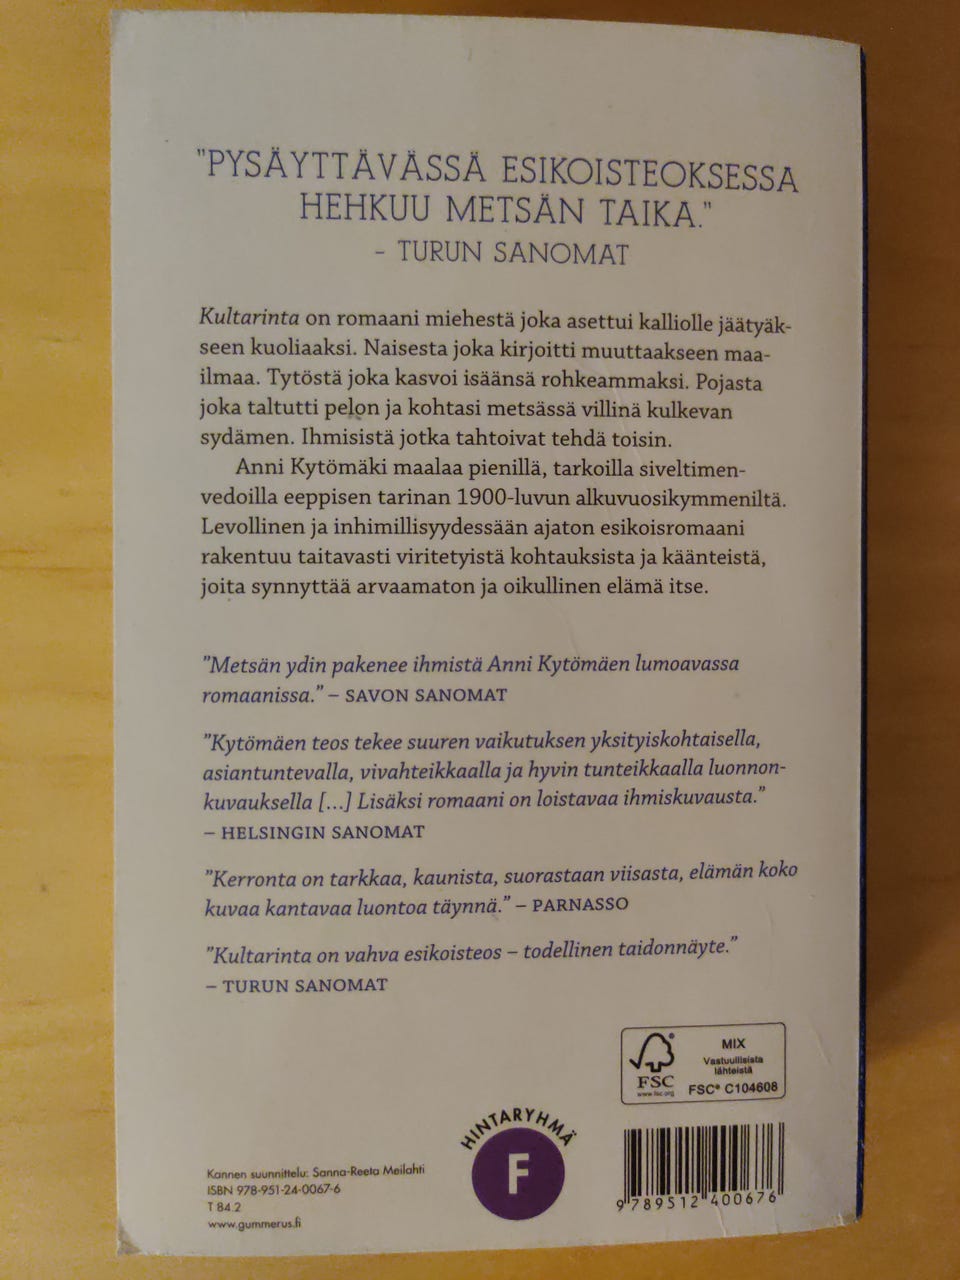 "PYSÄYTTÄVÄSSÄ ESIKOISTEOKSESSA
HEHKUU METSÄN TAIKA."
- TURUN SANOMAT
Kultarinta on romaani miehestä joka asettui kalliolle jäätyäk-
seen kuoliaaksi. Naisesta joka kirjoitti muuttaakseen maa-
ilmaa. Tytöstä joka kasvoi isäänsä rohkeammaksi. Pojasta
joka taltutti pelon ja kohtasi metsässä villinä kulkevan
sydämen. Ihmisistä jotka tahtoivat tehdä toisin.
Anni Kytömäki maalaa pienillä, tarkoilla siveltimen-
vedoilla eeppisen tarinan 1900-luvun alkuvuosikymmeniltä.
Levollinen ja inhimillisyydessään ajaton esikoisromaani
rakentuu taitavasti viritetyistä kohtauksista ja käänteistä,
joita synnyttää arvaamaton ja oikullinen elämä itse.
"Metsän ydin pakenee ihmistä Anni Kytömäen lumoavassa
romaanissa." – SAVON SANOMAT
"Kytömäen teos tekee suuren vaikutuksen yksityiskohtaisella,
asiantuntevalla, vivahteikkaalla ja hyvin tunteikkaalla luonnon-
kuvauksella [...] Lisäksi romaani on loistavaa ihmiskuvausta."
– HELSINGIN SANOMAT
"Kerronta on tarkkaa, kaunista, suorastaan viisasta, elämän koko
kuvaa kantavaa luontoa täynnä." – PARNASSO
"Kultarinta on vahva esikoisteos – todellinen taidonnäyte."
– TURUN SANOMAT
MIX
Vastuullisista
lähteistä
FSC® C104608
FSC
www.fsc.org
HINTARYHMÄ
F
Kannen suunnittelu: Sanna-Reeta Meilahti
ISBN 978-951-24-0067-6
T 84.2
www.gummerus.fi
9 789512 400676